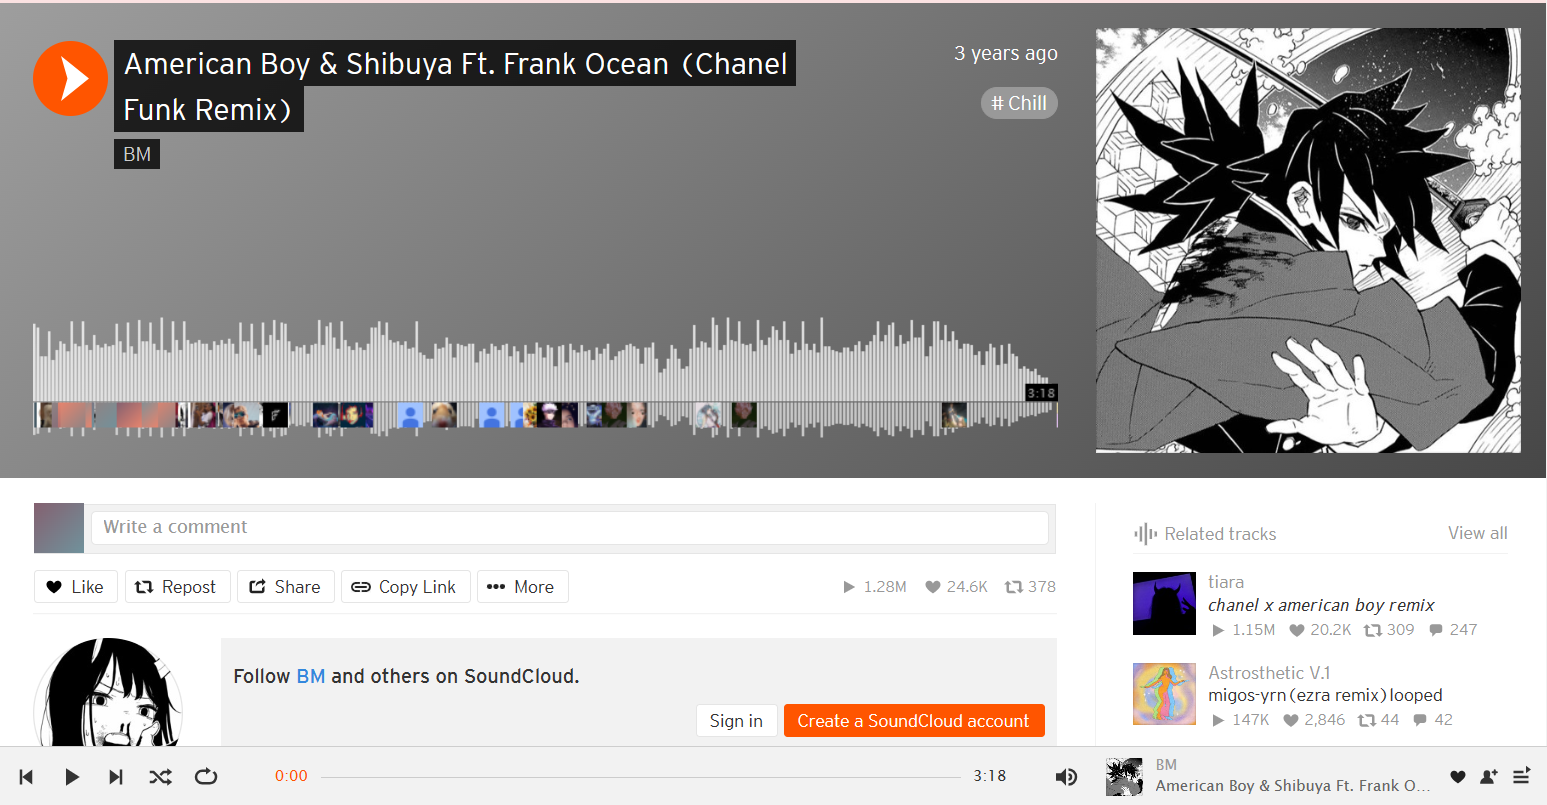 American Boy & Shibuya Ft. Frank Ocean (Chanel
Funk Remix)
BM
3 years ago
# Chill
3:18
Write a comment
Like
Repost
Share
Copy Link
More
1.28M
24.6K
378
Follow BM and others on SoundCloud.
Sign in
Create a SoundCloud account
Related tracks
View all
tiara
chanel x american boy remix
1.15M
20.2K
309
247
Astrosthetic V.1
migos-yrn (ezra remix) looped
147K
2,846
44
42
0:00
3:18
BM
American Boy & Shibuya Ft. Frank O...